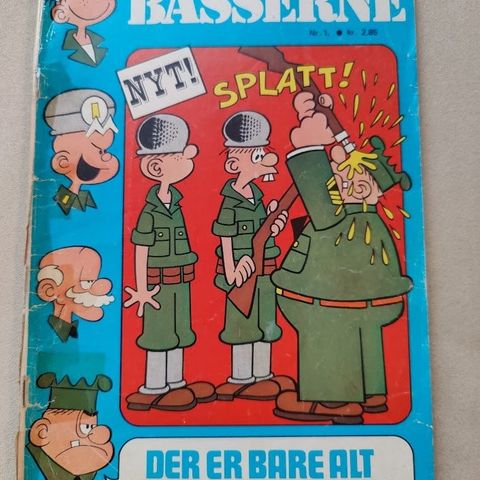 BASSERNE
Nr. 1. ● kr. 2,85
NYT!
SPLATT!
DER ER BARE ALT